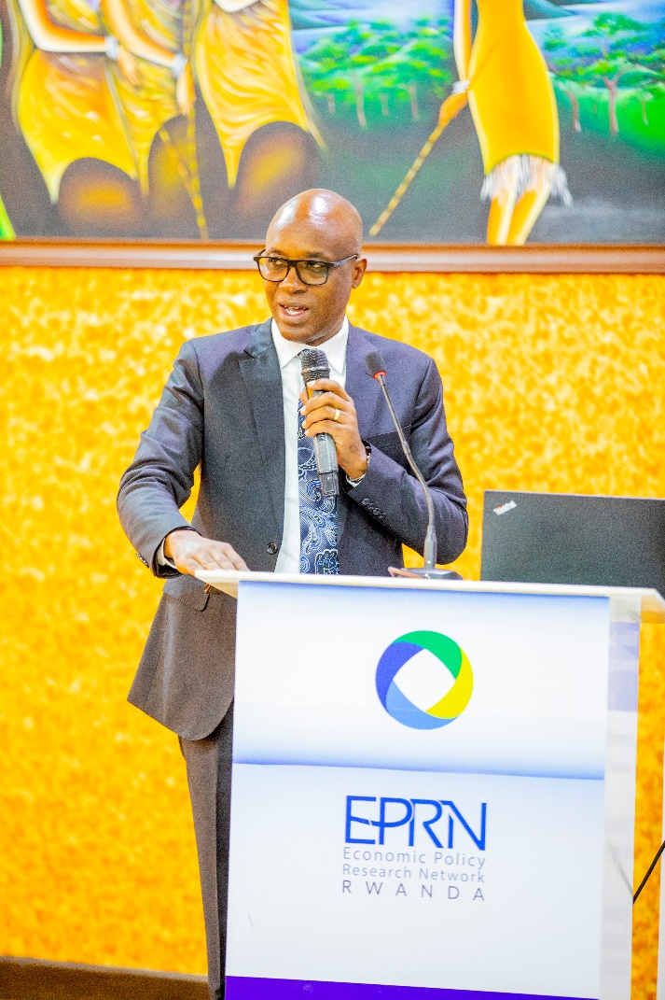 EPRN
Economic Policy
Research Network
RWANDA